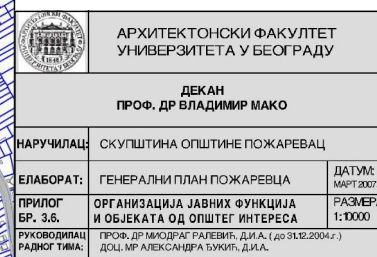 АРХИТЕКТОНСКИ ФАКУЛТЕТ
УНИВЕРЗИТЕТА У БЕОГРАДУ
ДЕКАН
ПРОФ. ДР ВЛАДИМИР МАКО
НАРУЧИЛАЦ: СКУПШТИНА ОПШТИНЕ ПОЖАРЕВАЦ
ЕЛАБОРАТ: ГЕНЕРАЛНИ ПЛАН ПОЖАРЕВЦА
ДАТУМ:
МАРТ 2007
ПРИЛОГ
БР. 3.6.
ОРГАНИЗАЦИЈА ЈАВНИХ ФУНКЦИЈА
И ОБЈЕКАТА ОД ОПШТЕГ ИНТЕРЕСА
РАЗМЕРА
1:10000
РУКОВОДИЛАЦ
РАДНОГ ТИМА:
ПРОФ. ДР МИОДРАГ РАЛЕВИЋ, Д.И.А. ( до 31.12.2004.г.)
ДОЦ. МР АЛЕКСАНДРА ЂУКИЋ, Д.И.А.